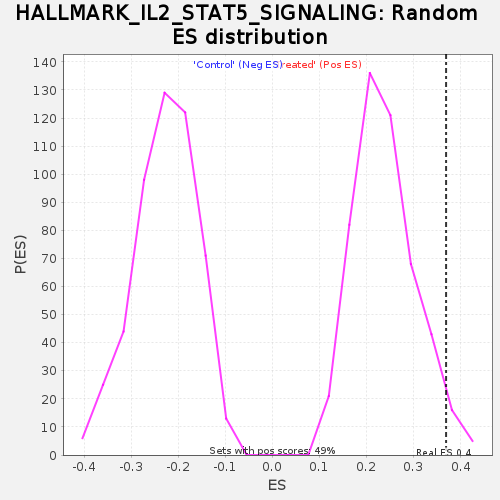 HALLMARK_IL2_STAT5_SIGNALING: Random
ES distribution
'Control' (Neg ES) reated' (Pos ES)
140
130
120
110
100
90
80
70
60
50
40
30
20
10
0
P(ES)
Sets with pos scores: 49%
Real ES 0.4
-0.4 -0.3 -0.2 -0.1 0.0 0.1 0.2 0.3 0.4
ES